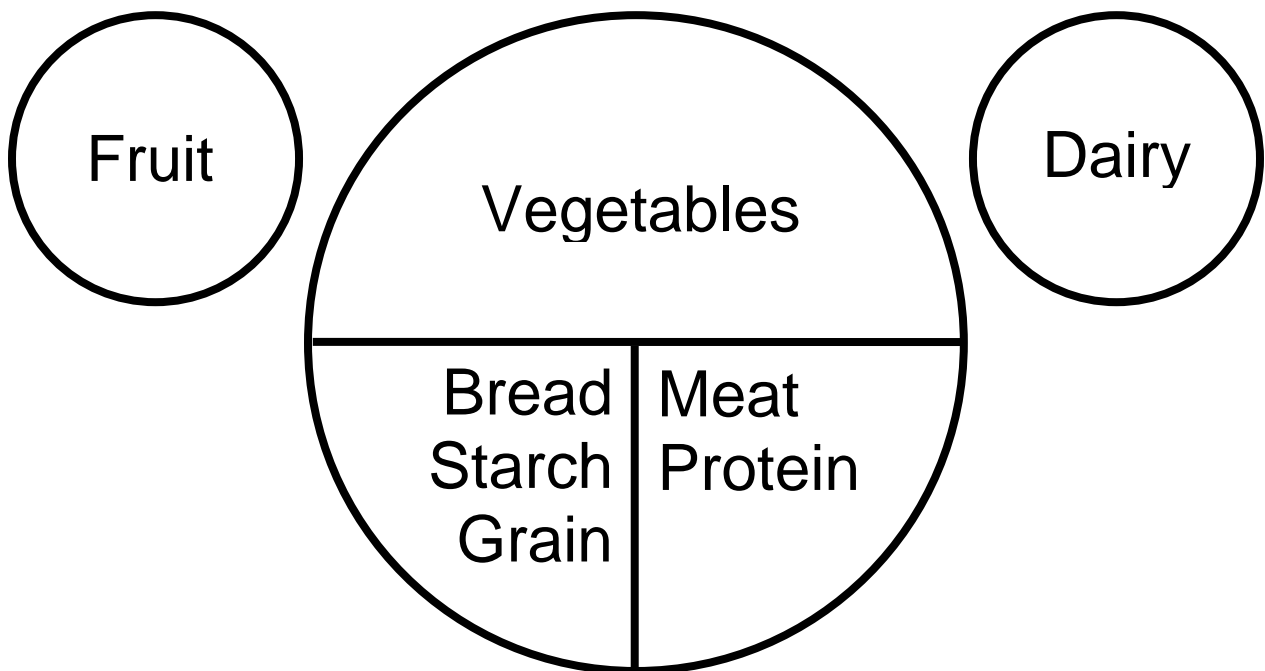 Fruit
Vegetables
Dairy
Bread
Starch
Grain
Meat
Protein